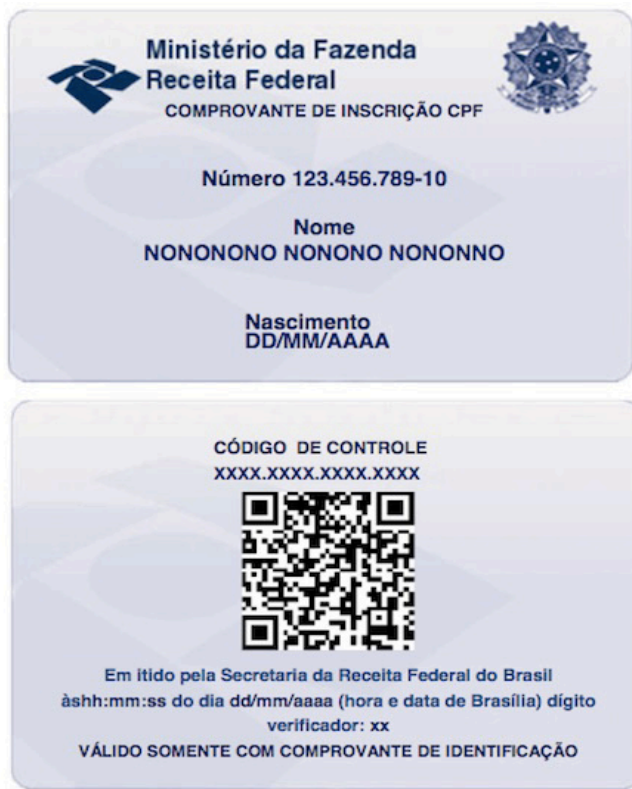 Ministério da Fazenda
Receita Federal
COMPROVANTE DE INSCRIÇÃO CPF
Número 123.456.789-10
Nome
NONONONO NONONO NONONNO
Nascimento
DD/MM/AAAA
CÓDIGO DE CONTROLE
XXXX.XXXX.XXXX.XXXX
Em itido pela Secretaria da Receita Federal do Brasil
àshh:mm:ss do dia dd/mm/aaaa (hora e data de Brasília) dígito
verificador: xx
VÁLIDO SOMENTE COM COMPROVANTE DE IDENTIFICAÇÃO